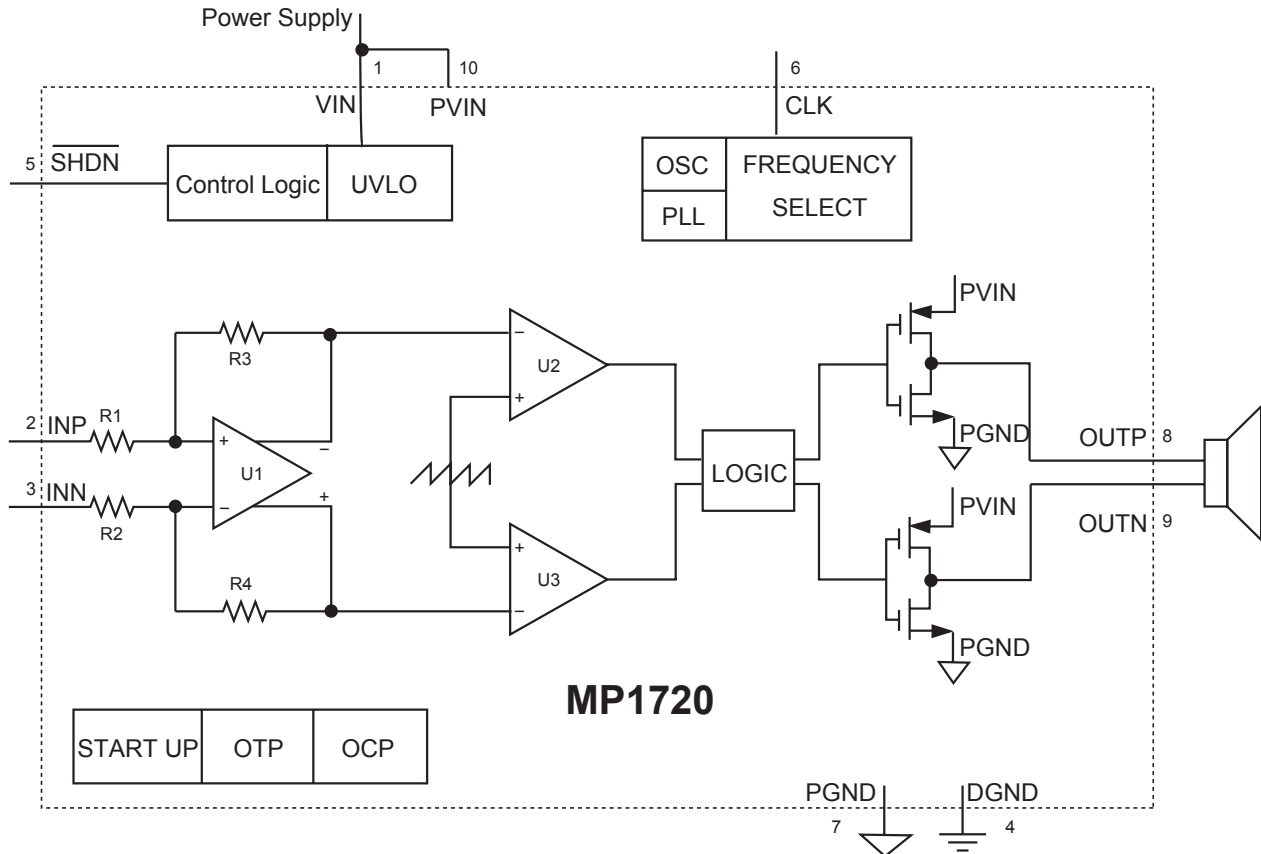 Power Supply
1
10
6
VIN
PVIN
CLK
5
SHDN
Control Logic
UVLO
OSC
PLL
FREQUENCY
SELECT
PVIN
R3
−
U2
+
2
INP
R1
+
−
U1
PGND
OUTP
8
LOGIC
3
INN
R2
−
+
PVIN
OUTN
9
+
U3
−
R4
PGND
MP1720
START UP
OTP
OCP
PGND
DGND
7
4